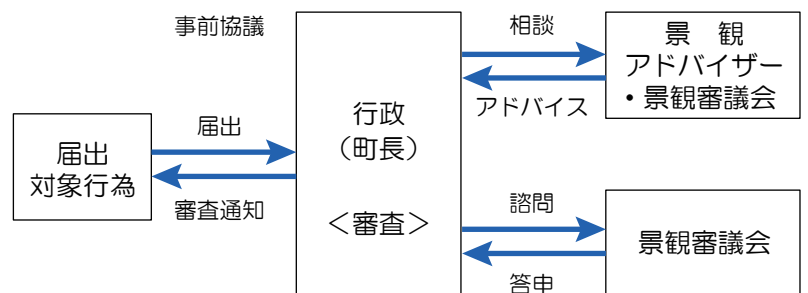 事前協議
届出
対象行為
届出
審査通知
行政
（町長）
＜審査＞
相談
アドバイス
景　観
アドバイザー
・景観審議会
諮問
答申
景観審議会